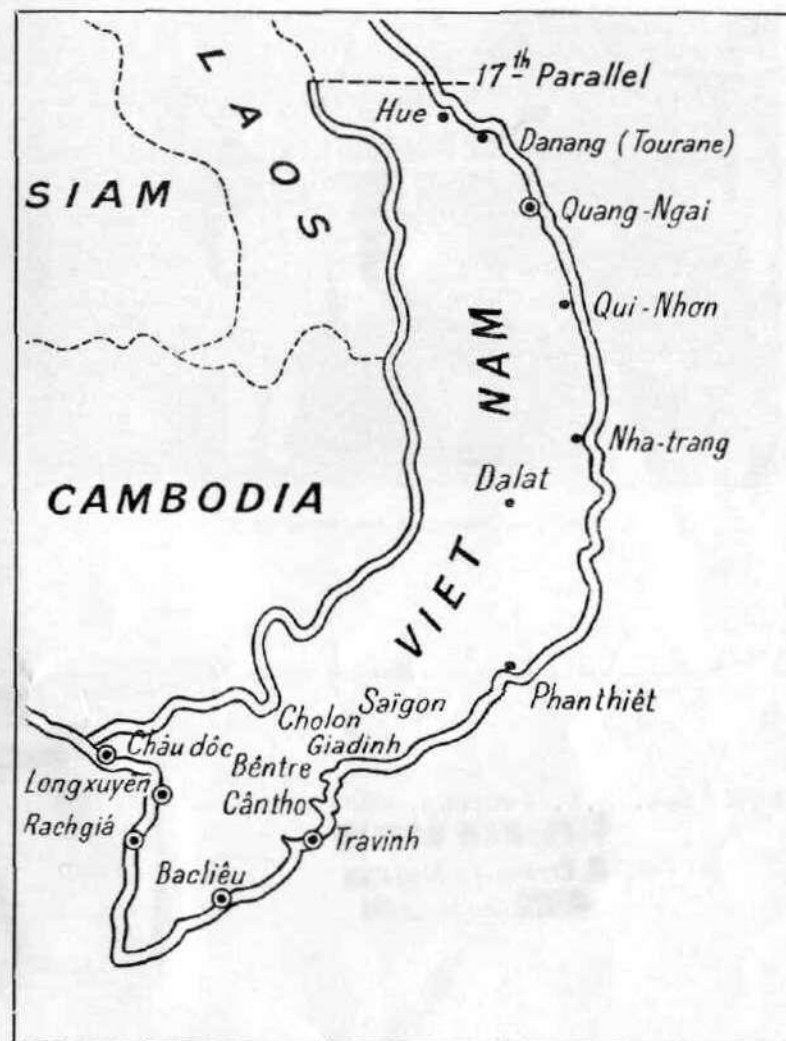 LAOS
17th Parallel
Hue
Danang (Tourane)
SIAM
Quang-Ngai
Qui-Nhơn
VIET NAM
Nha-trang
Dalat
CAMBODIA
Phanthiêt
Saïgon
Cholon
Giadinh
Châu dôc
Bêntre
Longxuyên
Cântho
Rachgiá
Travinh
Bacliêu